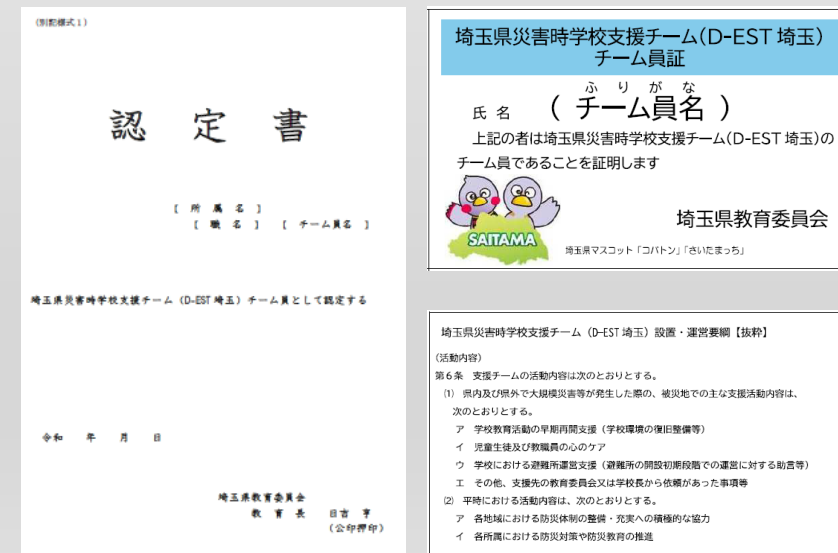 (別記様式1)
認 定 書
[ 所 属 名 ]
[ 職 名 ] [ チーム員名 ]
埼玉県災害時学校支援チーム（D-EST 埼玉）チーム員として認定する
令和 年 月 日
埼玉県教育委員会
教 育 長 日吉 亨
(公印押印)
埼玉県災害時学校支援チーム(D-EST 埼玉)
チーム員証
ふ り が な
氏 名 ( チーム員名 )
上記の者は埼玉県災害時学校支援チーム(D-EST 埼玉)の
チーム員であることを証明します
SAITAMA
埼玉県教育委員会
埼玉県マスコット「コバトン」「さいたまっち」
埼玉県災害時学校支援チーム（D-EST 埼玉）設置・運営要綱【抜粋】
(活動内容)
第６条 支援チームの活動内容は次のとおりとする。
(1) 県内及び県外で大規模災害等が発生した際の、被災地での主な支援活動内容は、
次のとおりとする。
ア 学校教育活動の早期再開支援（学校環境の復旧整備等）
イ 児童生徒及び教職員の心のケア
ウ 学校における避難所運営支援（避難所の開設初期段階での運営に対する助言等）
エ その他、支援先の教育委員会又は学校長から依頼があった事項等
(2) 平時における活動内容は、次のとおりとする。
ア 各地域における防災体制の整備・充実への積極的な協力
イ 各所属における防災対策や防災教育の推進